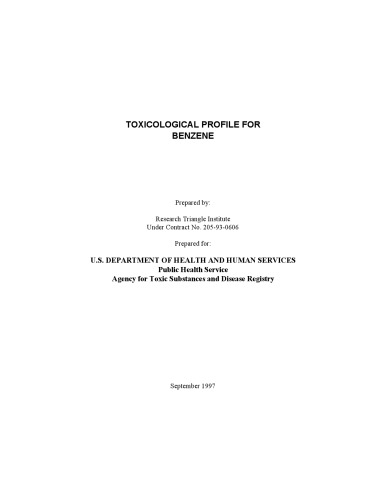 TOXICOLOGICAL PROFILE FOR
BENZENE
Prepared by:
Research Triangle Institute
Under Contract No. 205-93-0606
Prepared for:
U.S. DEPARTMENT OF HEALTH AND HUMAN SERVICES
Public Health Service
Agency for Toxic Substances and Disease Registry
September 1997